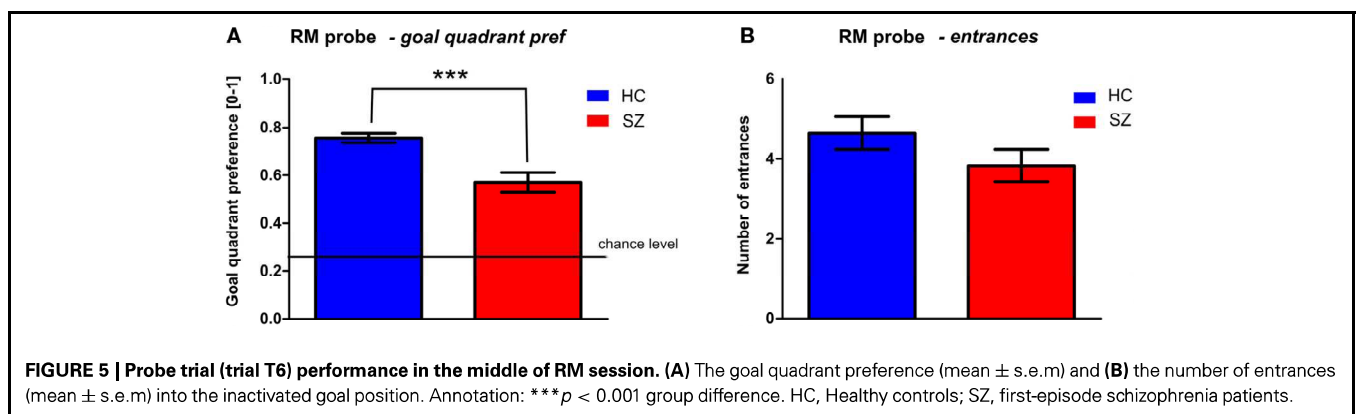 A RM probe - goal quadrant pref
***
Goal quadrant preference [0-1]
1.0
0.8
0.6
0.4
0.2
0.0
HC
SZ
chance level
B RM probe - entrances
Number of entrances
6
4
2
0
HC
SZ
FIGURE 5 | Probe trial (trial T6) performance in the middle of RM session. (A) The goal quadrant preference (mean ± s.e.m) and (B) the number of entrances
(mean ± s.e.m) into the inactivated goal position. Annotation: ***p < 0.001 group difference. HC, Healthy controls; SZ, first-episode schizophrenia patients.